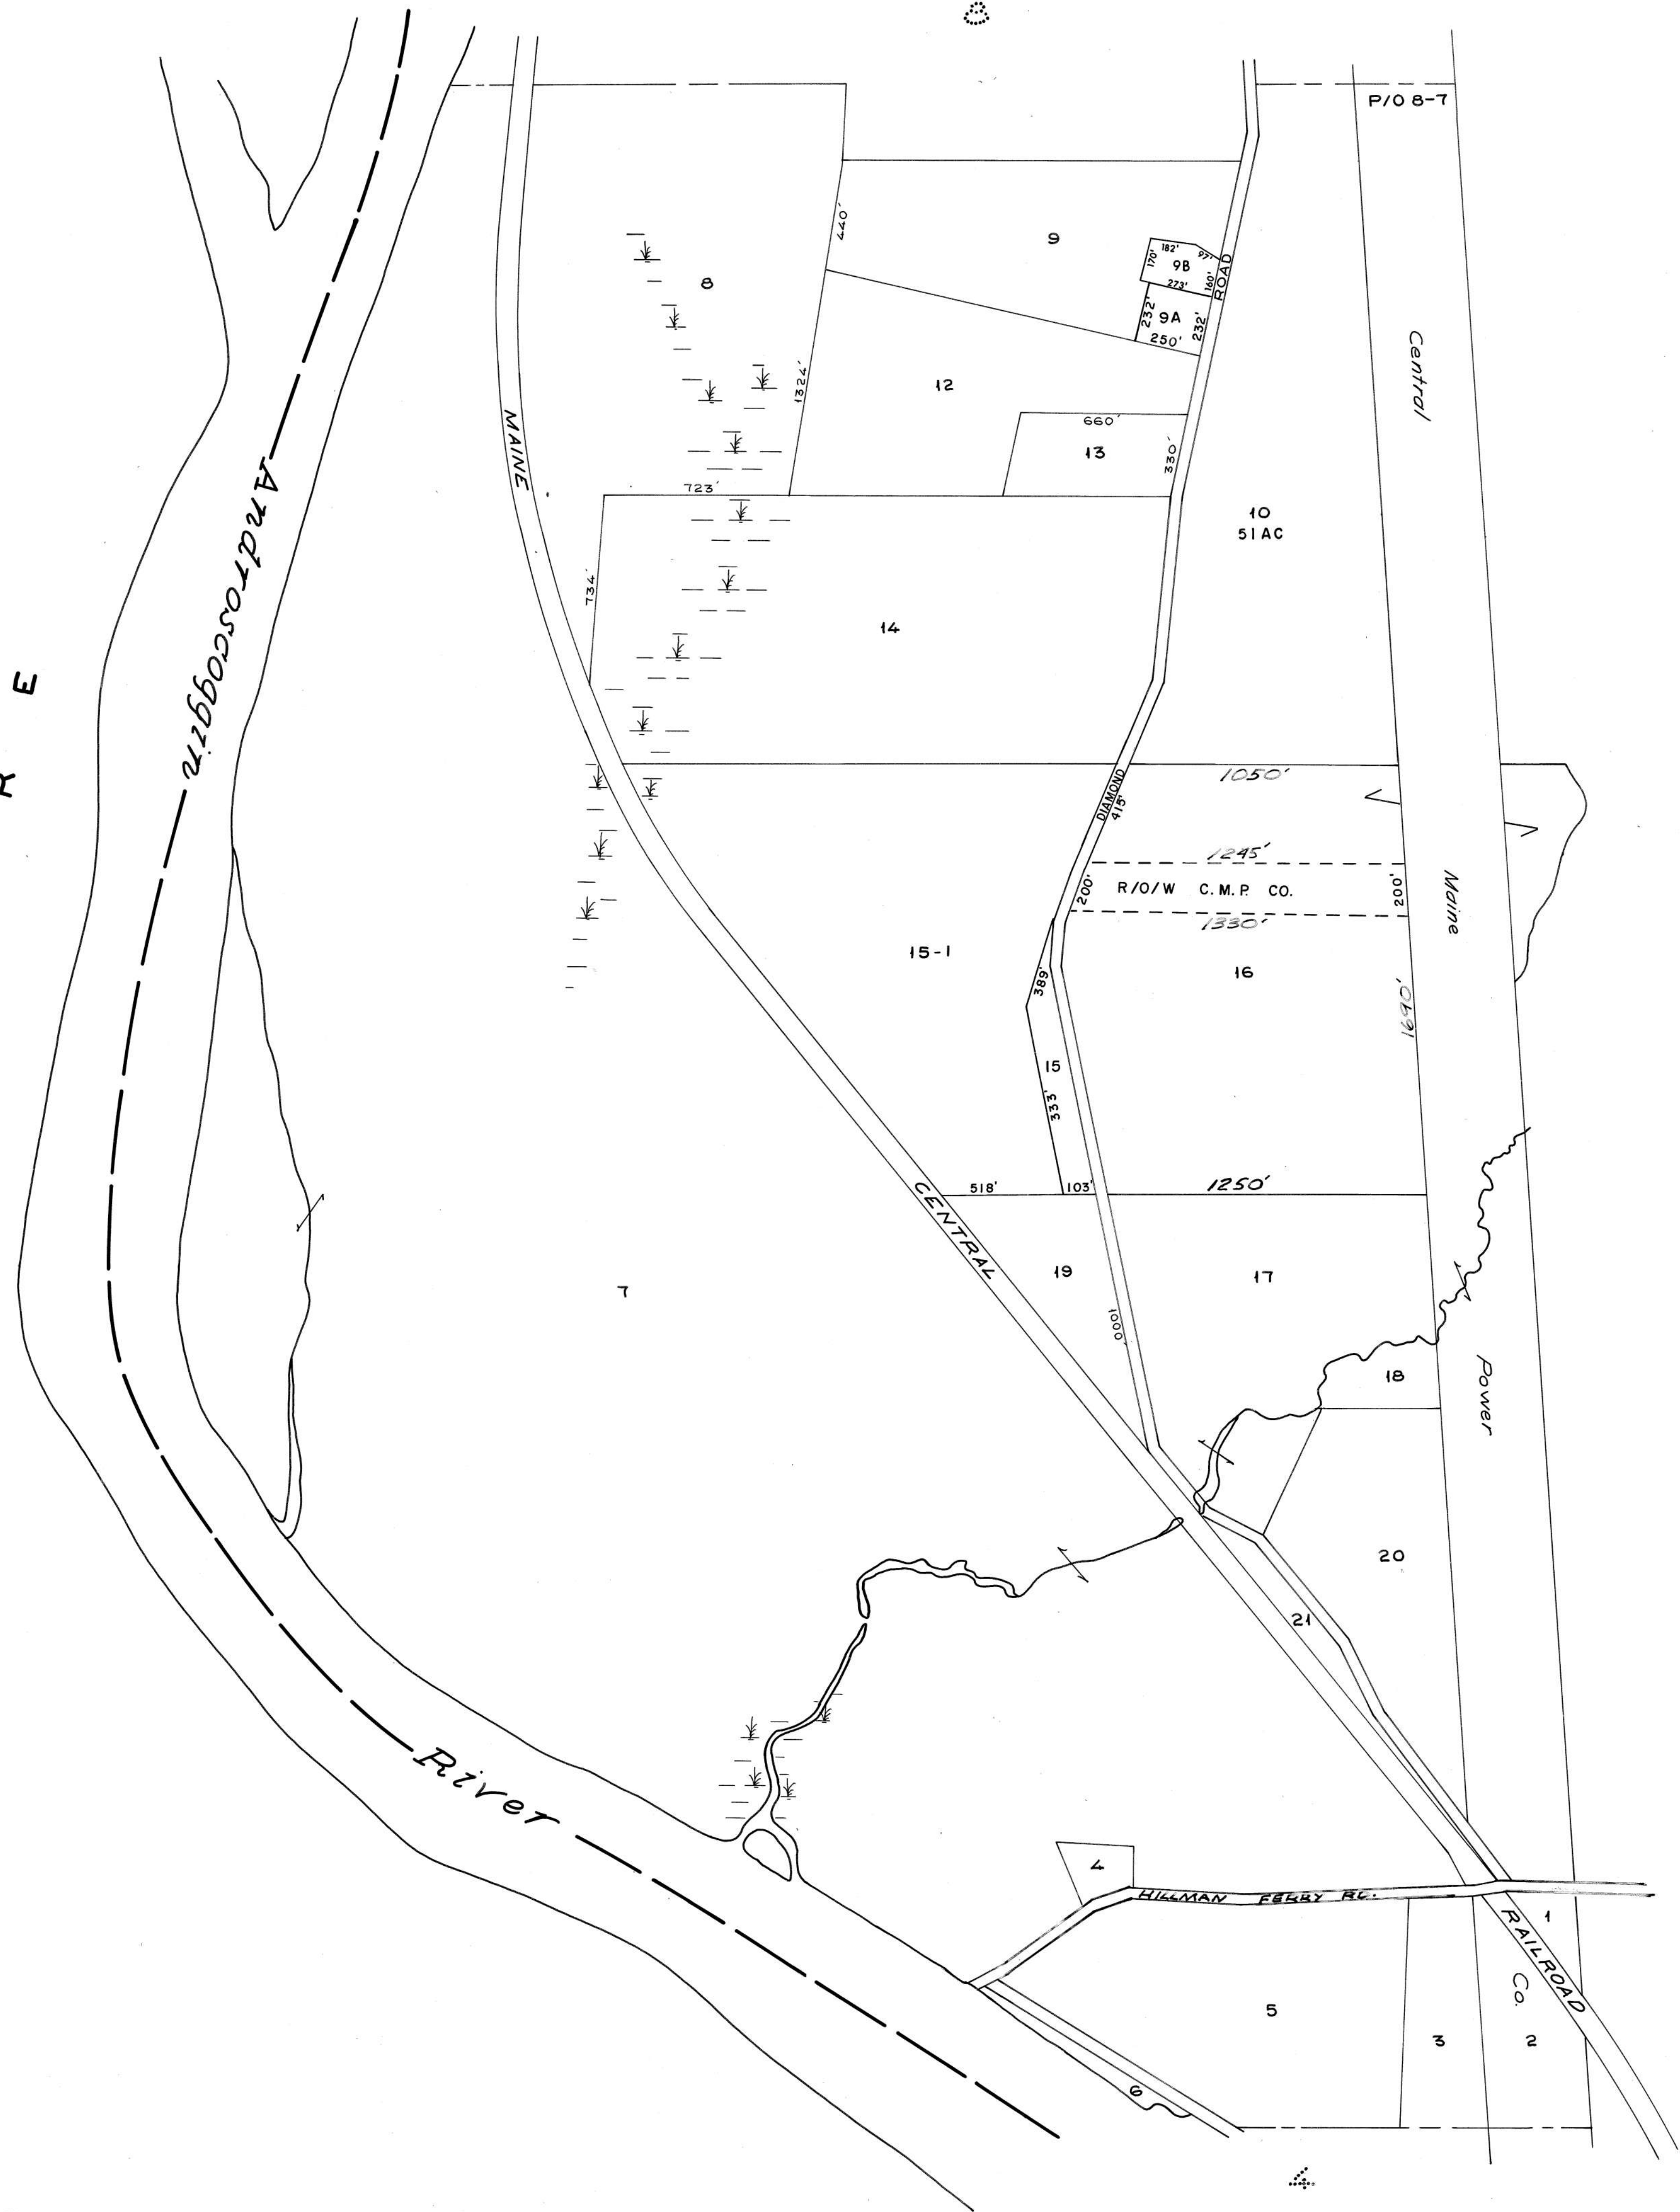 8
P/O 8-7
440'
9
182'
97'
170'
9B
273'
160'
ROAD
8
232'
9A
232'
250'
Central
1324'
12
MAINE
660'
13
330'
723'
Androscoggin
10
51 AC
734'
14
E
R
1050'
DIAMOND
415'
1245'
200'
R/O/W C.M.P. CO.
200'
1330'
Maine
15-1
16
389'
1690'
15
333'
518'
103'
1250'
CENTRAL
19
17
7
1000'
18
Power
20
21
River
4
HILLMAN FERRY RD.
1
RAILROAD
Co.
5
3
2
6
4